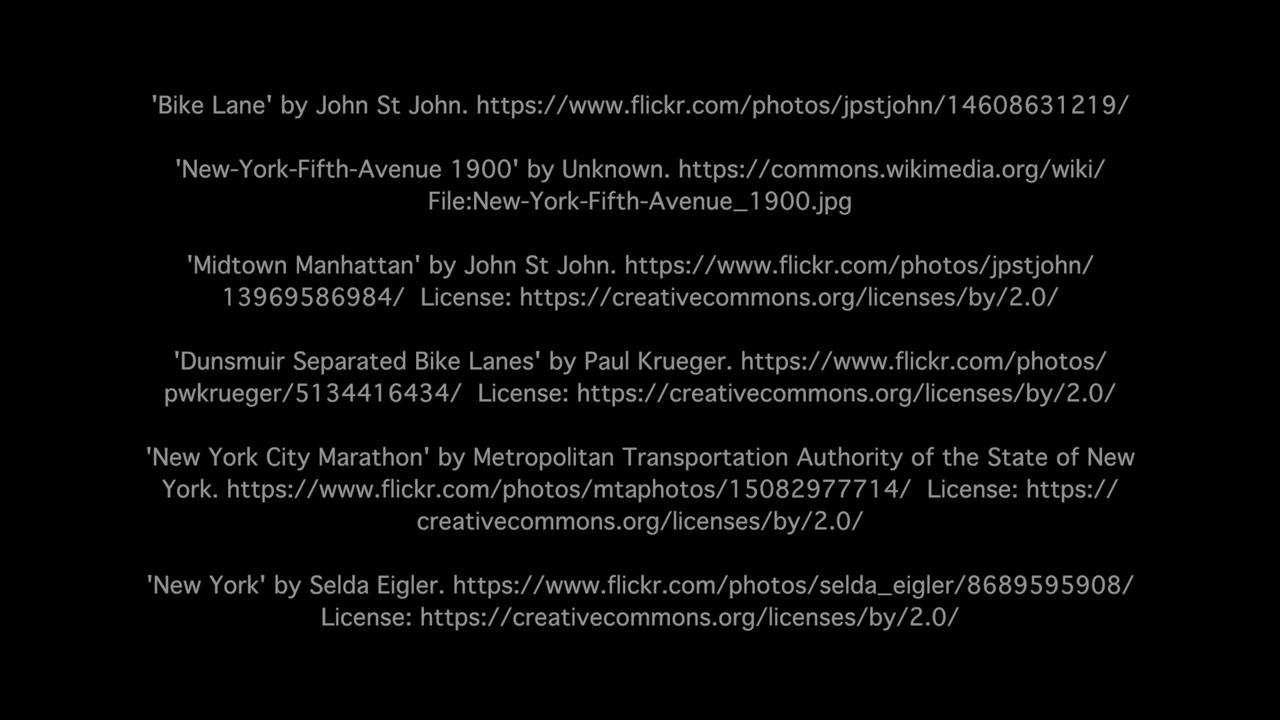 'Bike Lane' by John St John. https://www.flickr.com/photos/jpstjohn/14608631219/
'New-York-Fifth-Avenue 1900' by Unknown. https://commons.wikimedia.org/wiki/
File:New-York-Fifth-Avenue_1900.jpg
'Midtown Manhattan' by John St John. https://www.flickr.com/photos/jpstjohn/
13969586984/  License: https://creativecommons.org/licenses/by/2.0/
'Dunsmuir Separated Bike Lanes' by Paul Krueger. https://www.flickr.com/photos/
pwkrueger/5134416434/  License: https://creativecommons.org/licenses/by/2.0/
'New York City Marathon' by Metropolitan Transportation Authority of the State of New
York. https://www.flickr.com/photos/mtaphotos/15082977714/  License: https://
creativecommons.org/licenses/by/2.0/
'New York' by Selda Eigler. https://www.flickr.com/photos/selda_eigler/8689595908/
License: https://creativecommons.org/licenses/by/2.0/